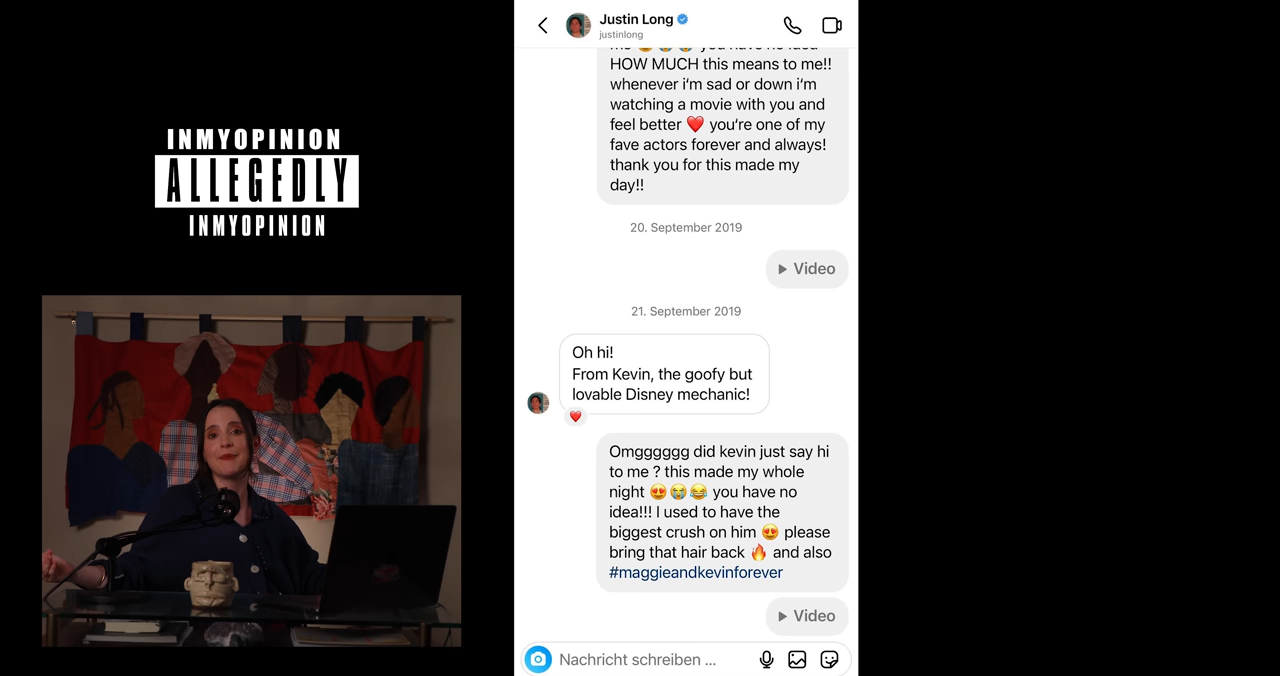 INMYOPINION
ALLEGEDLY
INMYOPINION
Justin Long
justinlong
HOW MUCH this means to me!!
whenever i'm sad or down i'm
watching a movie with you and
feel better ❤️ you're one of my
fave actors forever and always!
thank you for this made my
day!!
20. September 2019
Video
21. September 2019
Oh hi!
From Kevin, the goofy but
lovable Disney mechanic!
Omgggggg did kevin just say hi
to me ? this made my whole
night 😍😭😂 you have no
idea!!! I used to have the
biggest crush on him 😍 please
bring that hair back 🔥 and also
#maggieandkevinforever
Video
Nachricht schreiben ...